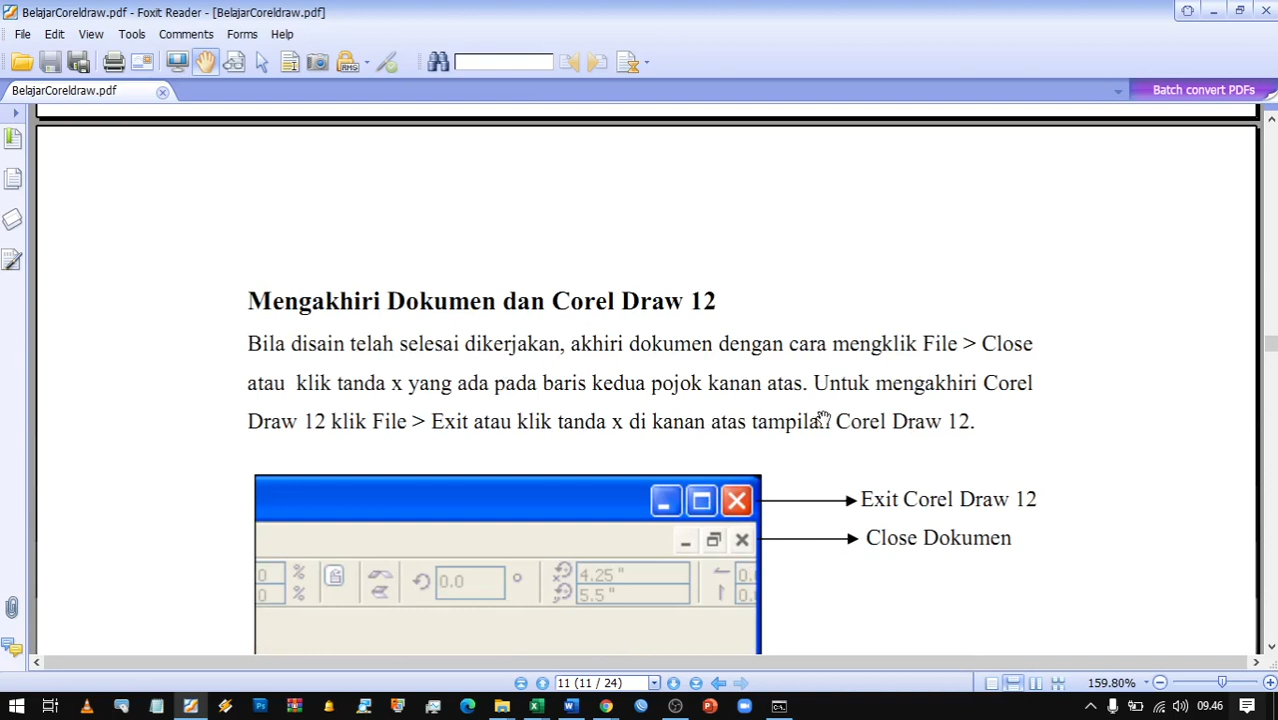 BelajarCoreldraw.pdf - Foxit Reader - [BelajarCoreldraw.pdf]
File Edit View Tools Comments Forms Help
BelajarCoreldraw.pdf
Batch convert PDFs
Mengakhiri Dokumen dan Corel Draw 12
Bila disain telah selesai dikerjakan, akhiri dokumen dengan cara mengklik File > Close
atau klik tanda x yang ada pada baris kedua pojok kanan atas. Untuk mengakhiri Corel
Draw 12 klik File > Exit atau klik tanda x di kanan atas tampilan Corel Draw 12.
Exit Corel Draw 12
Close Dokumen
0 % 0.0 ° 4.25 " 0.
0 % 5.5 " 0.
11 (11 / 24)
159.80%
09.46